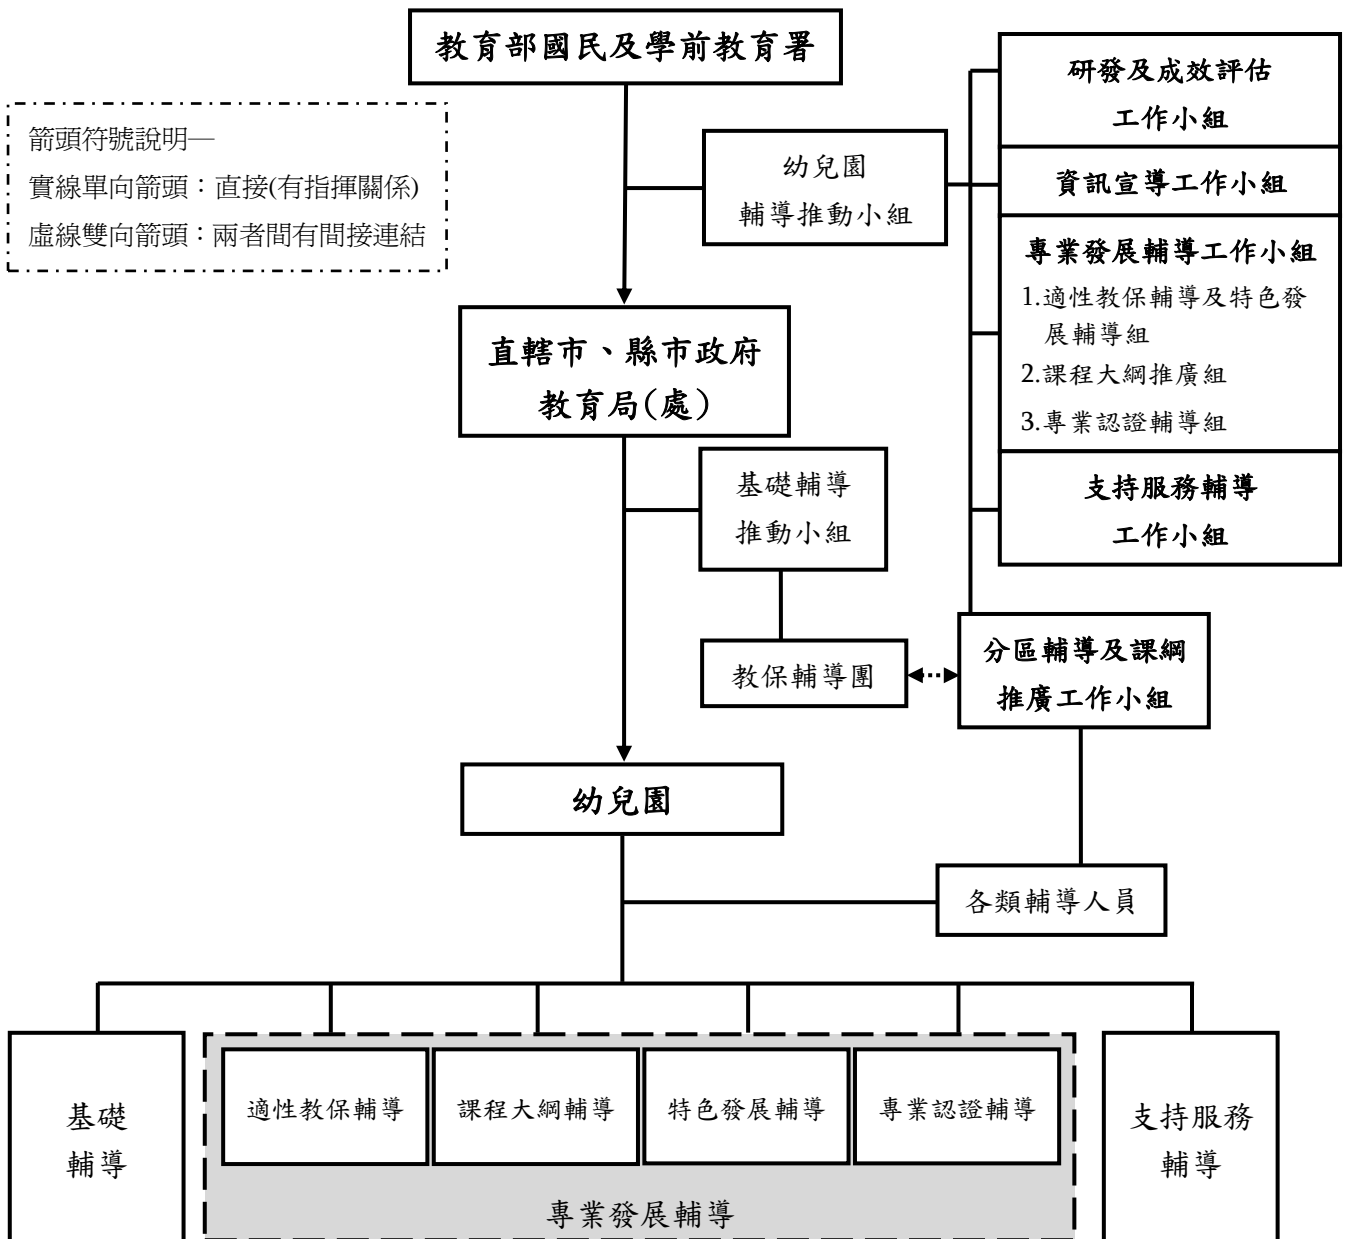 教育部國民及學前教育署
箭頭符號說明—
實線單向箭頭：直接(有指揮關係)
虛線雙向箭頭：兩者間有間接連結
幼兒園
輔導推動小組
研發及成效評估
工作小組
資訊宣導工作小組
專業發展輔導工作小組
1.適性教保輔導及特色發
展輔導組
2.課程大綱推廣組
3.專業認證輔導組
支持服務輔導
工作小組
直轄市、縣市政府
教育局(處)
基礎輔導
推動小組
教保輔導團
分區輔導及課綱
推廣工作小組
幼兒園
各類輔導人員
基礎
輔導
適性教保輔導
課程大綱輔導
特色發展輔導
專業認證輔導
專業發展輔導
支持服務
輔導